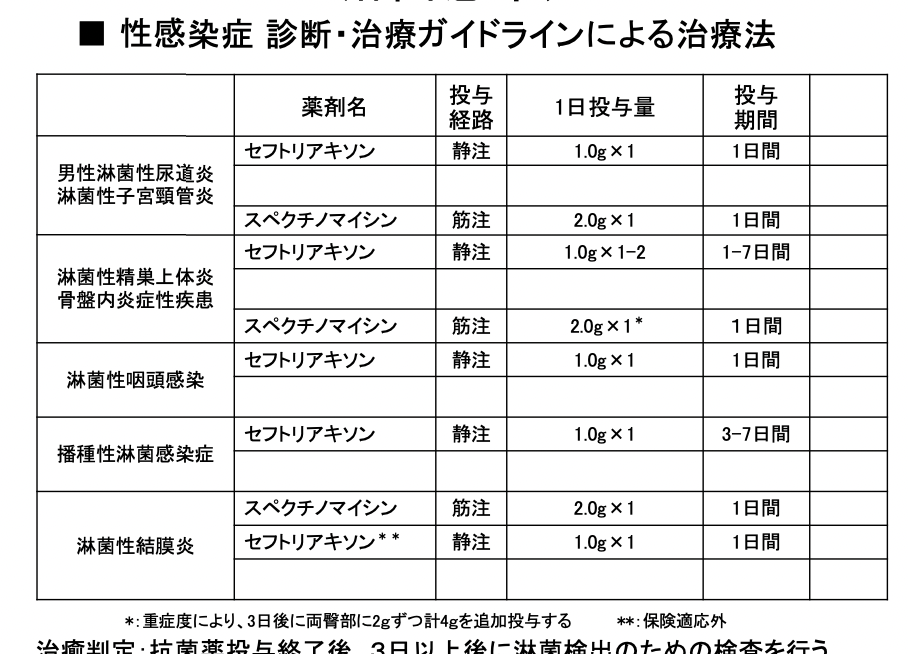 ■ 性感染症 診断・治療ガイドラインによる治療法
薬剤名 投与経路 1日投与量 投与期間
男性淋菌性尿道炎
淋菌性子宮頸管炎
セフトリアキソン 静注 1.0g×1 1日間
スペクチノマイシン 筋注 2.0g×1 1日間
淋菌性精巣上体炎
骨盤内炎症性疾患
セフトリアキソン 静注 1.0g×1-2 1-7日間
スペクチノマイシン 筋注 2.0g×1* 1日間
淋菌性咽頭感染
セフトリアキソン 静注 1.0g×1 1日間
播種性淋菌感染症
セフトリアキソン 静注 1.0g×1 3-7日間
淋菌性結膜炎
スペクチノマイシン 筋注 2.0g×1 1日間
セフトリアキソン** 静注 1.0g×1 1日間
*:重症度により、3日後に両臀部に2gずつ計4gを追加投与する **:保険適応外
治癒判定:抗菌薬投与終了後、3日以上後に淋菌検出のための検査を行う